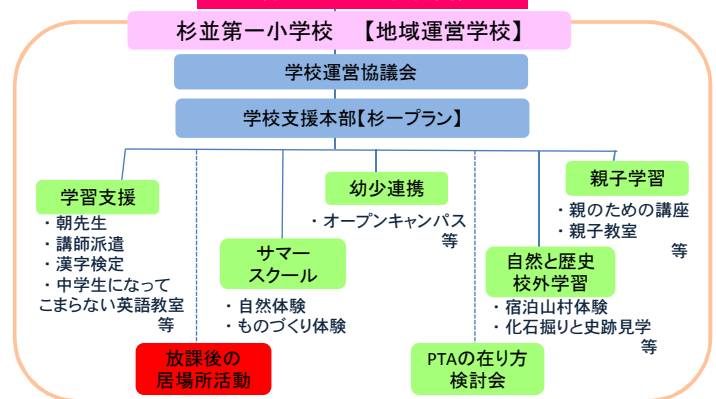 杉並第一小学校　【地域運営学校】
学校運営協議会
学校支援本部【杉一プラン】
学習支援
・朝先生
・講師派遣
・漢字検定
・中学生になって
こまらない英語教室
等
サマー
スクール
・自然体験
・ものづくり体験
幼少連携
・オープンキャンパス
等
自然と歴史
校外学習
・宿泊山村体験
・化石掘りと史跡見学
等
親子学習
・親のための講座
・親子教室
等
放課後の
居場所活動
PTAの在り方
検討会